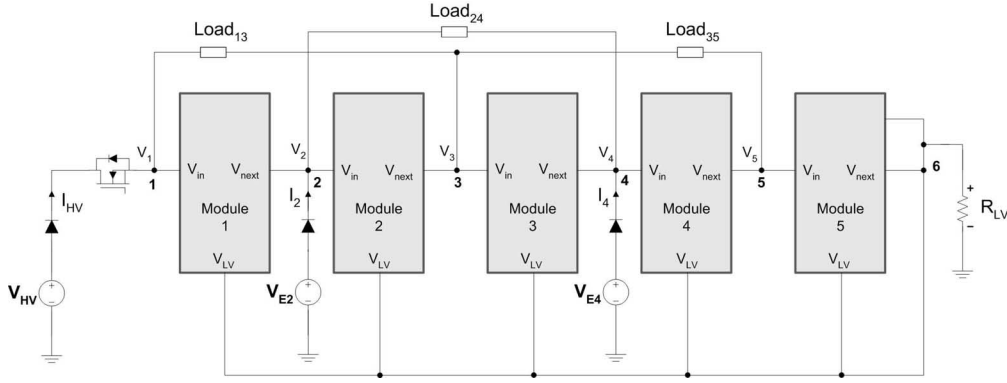 Load24
Load13
Load35
V1
V2
V3
V4
V5
1
Vin
Vnext
2
Vin
Vnext
3
Vin
Vnext
4
Vin
Vnext
5
Vin
Vnext
6
IHV
Module
1
I2
Module
2
Module
3
I4
Module
4
Module
5
+
−
RLV
VLV
VLV
VLV
VLV
VLV
VHV
+
−
VE2
+
−
VE4
+
−